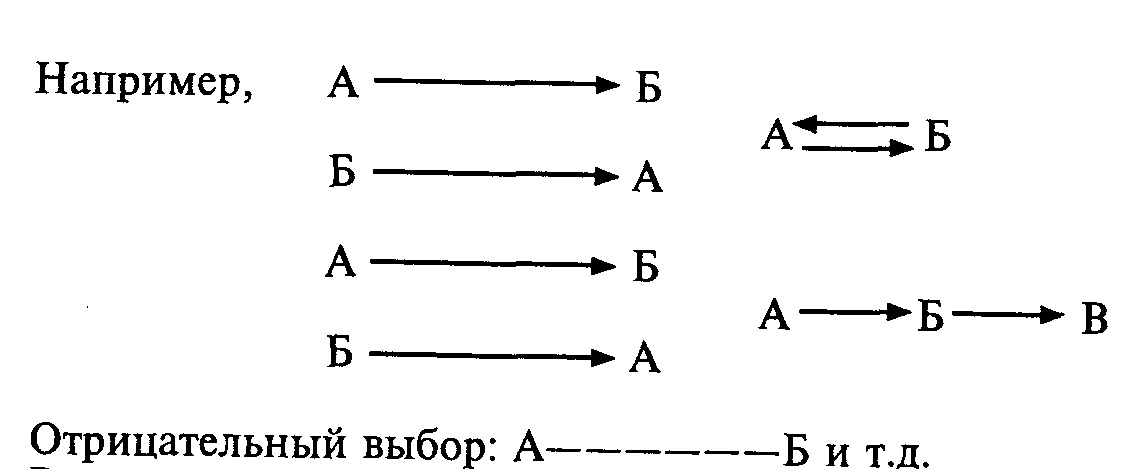 Например, А → Б
А ⇄ Б
Б → А
А → Б
А → Б → В
Б → А
Отрицательный выбор: А-------Б и т.д.